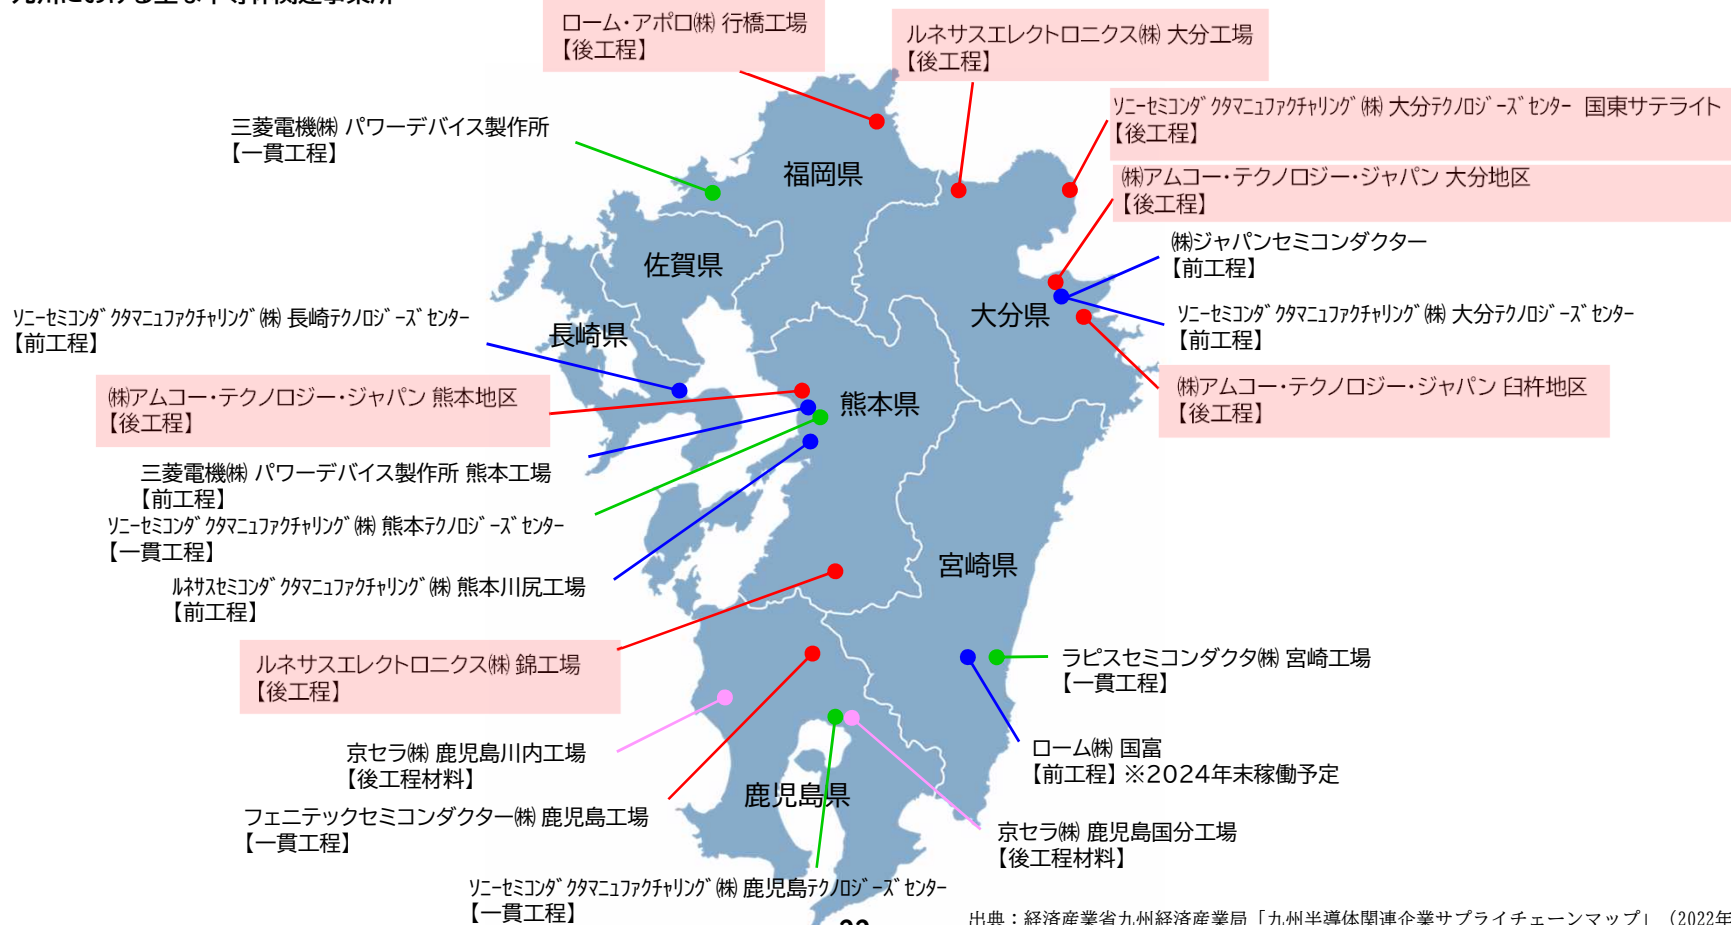 九州における主な半導体関連事業所
ローム・アポロ㈱ 行橋工場
【後工程】
ルネサスエレクトロニクス㈱ 大分工場
【後工程】
三菱電機㈱ パワーデバイス製作所
【一貫工程】
ｿﾆｰｾﾐｺﾝﾀﾞｸﾀﾏﾆｭﾌｧｸﾁｬﾘﾝｸﾞ㈱ 大分ﾃｸﾉﾛｼﾞｰｽﾞｾﾝﾀｰ 国東サテライト
【後工程】
㈱アムコー・テクノロジー・ジャパン 大分地区
【後工程】
㈱ジャパンセミコンダクター
【前工程】
ｿﾆｰｾﾐｺﾝﾀﾞｸﾀﾏﾆｭﾌｧｸﾁｬﾘﾝｸﾞ㈱ 大分ﾃｸﾉﾛｼﾞｰｽﾞｾﾝﾀｰ
【前工程】
㈱アムコー・テクノロジー・ジャパン 臼杵地区
【後工程】
福岡県
佐賀県
長崎県
大分県
熊本県
宮崎県
鹿児島県
ｿﾆｰｾﾐｺﾝﾀﾞｸﾀﾏﾆｭﾌｧｸﾁｬﾘﾝｸﾞ㈱ 長崎ﾃｸﾉﾛｼﾞｰｽﾞｾﾝﾀｰ
【前工程】
㈱アムコー・テクノロジー・ジャパン 熊本地区
【後工程】
三菱電機㈱ パワーデバイス製作所 熊本工場
【前工程】
ｿﾆｰｾﾐｺﾝﾀﾞｸﾀﾏﾆｭﾌｧｸﾁｬﾘﾝｸﾞ㈱ 熊本ﾃｸﾉﾛｼﾞｰｽﾞｾﾝﾀｰ
【一貫工程】
ﾙﾈｻｽｾﾐｺﾝﾀﾞｸﾀﾏﾆｭﾌｧｸﾁｬﾘﾝｸﾞ㈱ 熊本川尻工場
【前工程】
ルネサスエレクトロニクス㈱ 錦工場
【後工程】
京セラ㈱ 鹿児島川内工場
【後工程材料】
フェニテックセミコンダクター㈱ 鹿児島工場
【一貫工程】
ｿﾆｰｾﾐｺﾝﾀﾞｸﾀﾏﾆｭﾌｧｸﾁｬﾘﾝｸﾞ㈱ 鹿児島ﾃｸﾉﾛｼﾞｰｽﾞｾﾝﾀｰ
【一貫工程】
ラピスセミコンダクタ㈱ 宮崎工場
【一貫工程】
ローム㈱ 国富
【前工程】※2024年末稼働予定
京セラ㈱ 鹿児島国分工場
【後工程材料】
出典：経済産業省九州経済産業局「九州半導体関連企業サプライチェーンマップ」（2022年